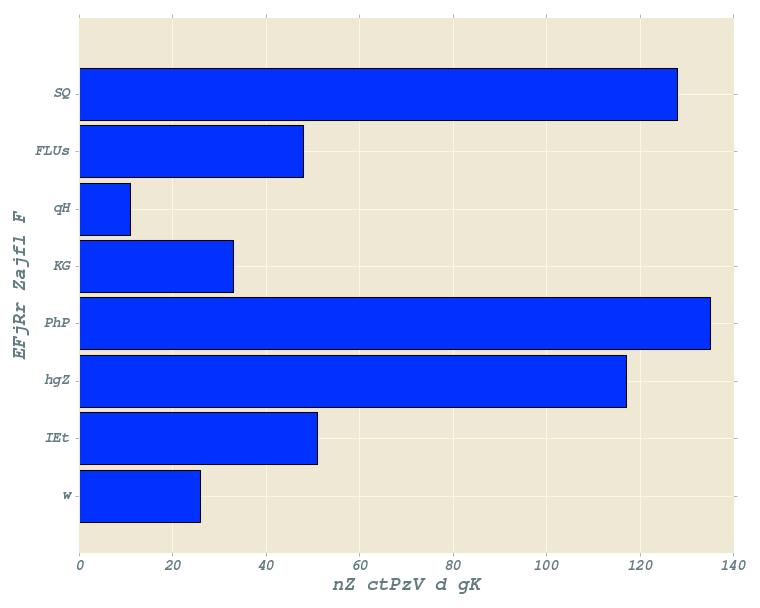 SQ
FLUs
qH
KG
PhP
hgZ
IEt
w
EFjRr Zajfl F
0 20 40 60 80 100 120 140
nZ ctPzV d gK